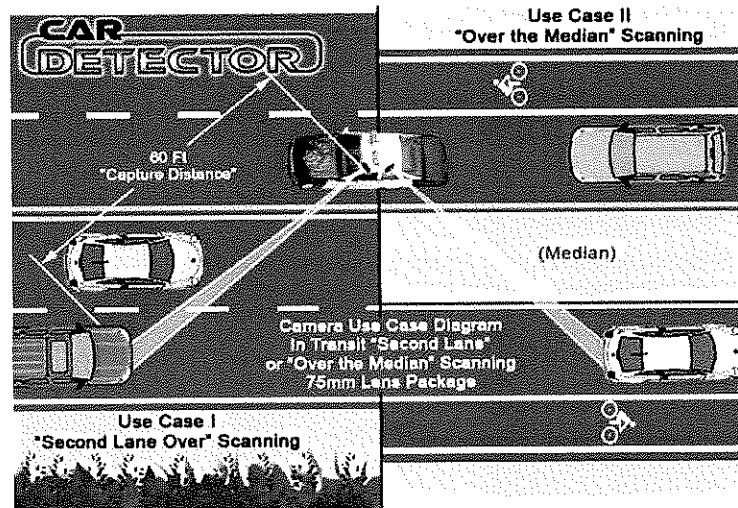 CAR
DETECTOR
60 Ft
"Capture Distance"
Use Case II
"Over the Median" Scanning
(Median)
Camera Use Case Diagram
In Transit "Second Lane"
or "Over the Median" Scanning
75mm Lens Package
Use Case I
"Second Lane Over" Scanning